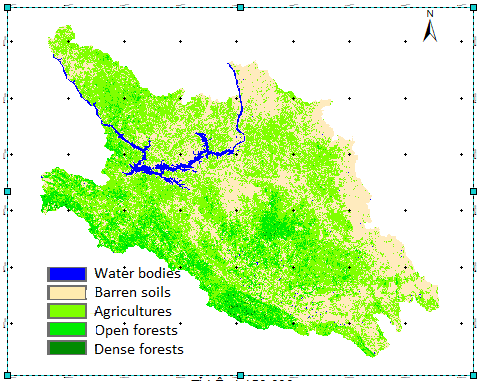 N
Water bodies
Barren soils
Agricultures
Open forests
Dense forests